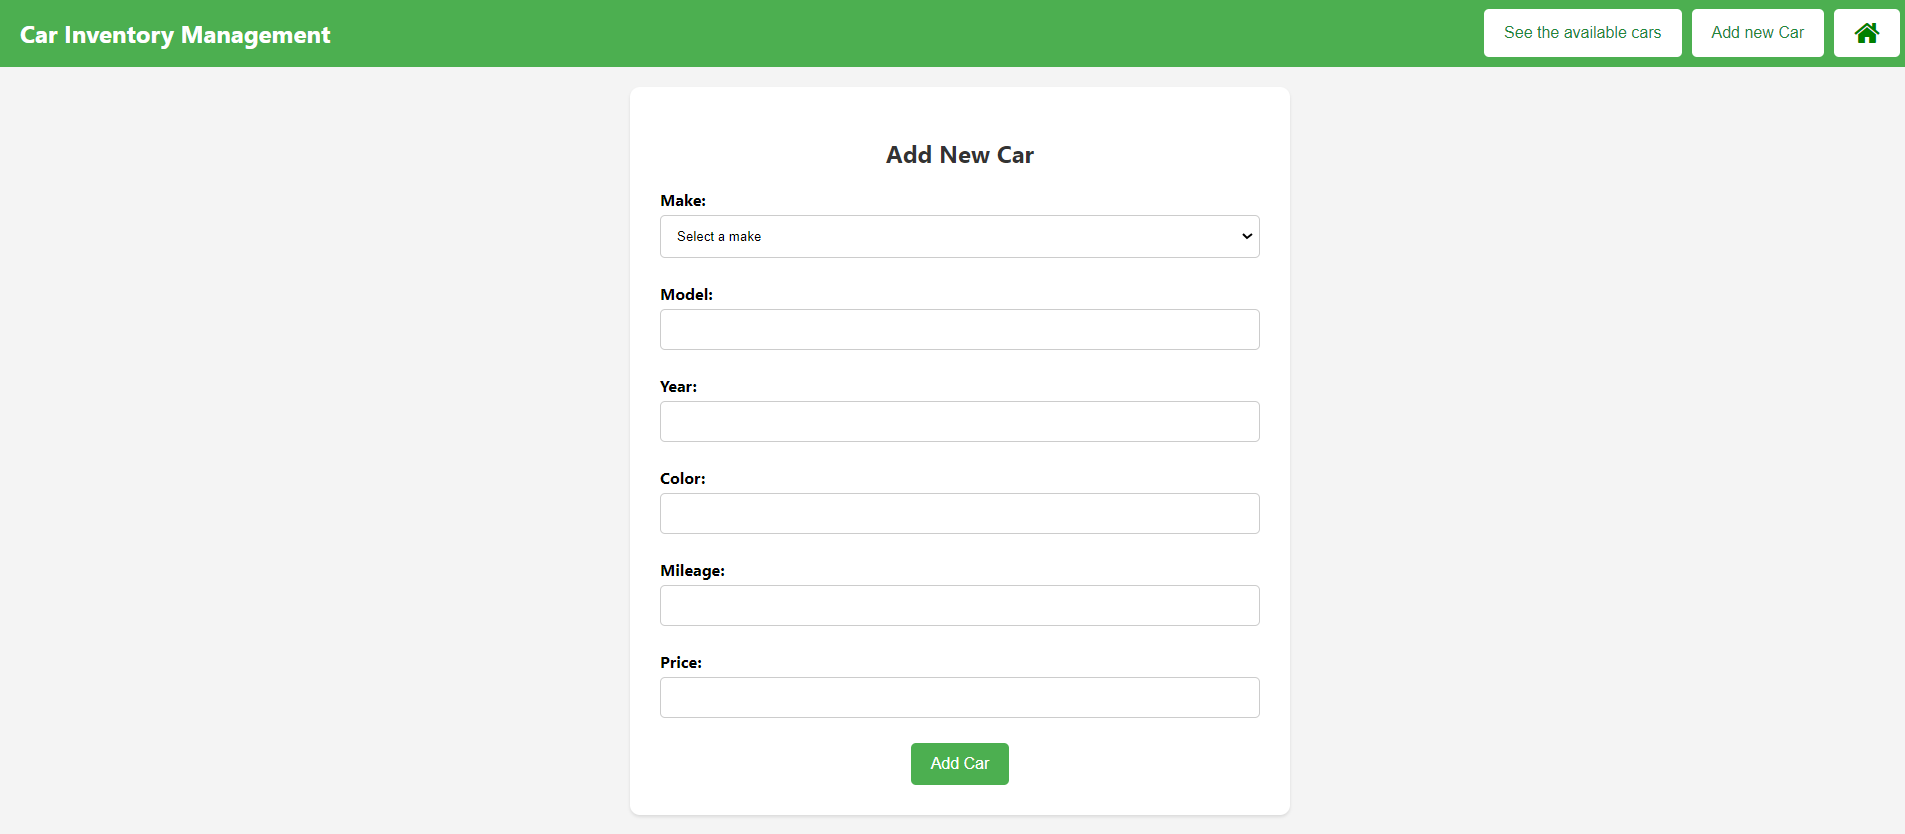 Car Inventory Management
See the available cars
Add new Car
Add New Car
Make:
Select a make
Model:
Year:
Color:
Mileage:
Price:
Add Car